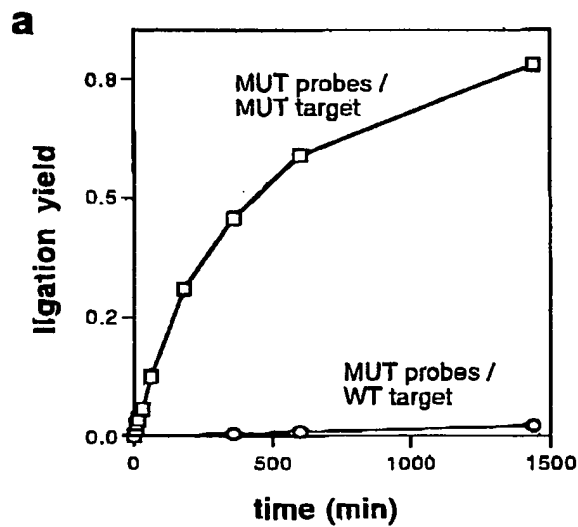 a
MUT probes /
MUT target
MUT probes /
WT target
0.8
0.5
0.2
0.0
0 500 1000 1500
ligation yield
time (min)